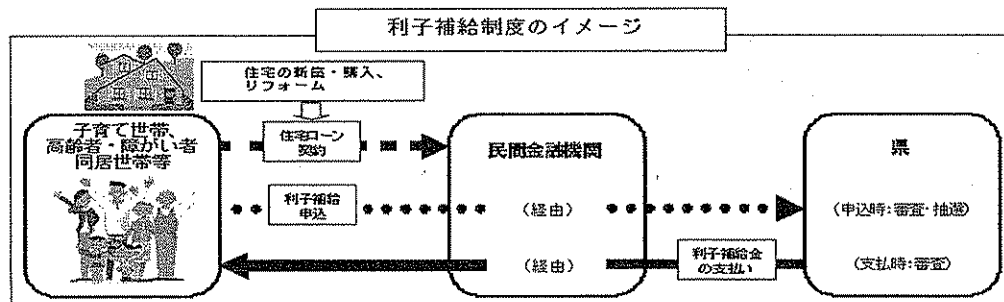 利子補給制度のイメージ
住宅の新築・購入、
リフォーム
子育て世帯、
高齢者・障がい者
同居世帯等
住宅ローン
契約
民間金融機関
県
利子補給
申込
（経由）
（申込時：審査・抽選）
（経由）
利子補給金
の支払い
（支払時：審査）